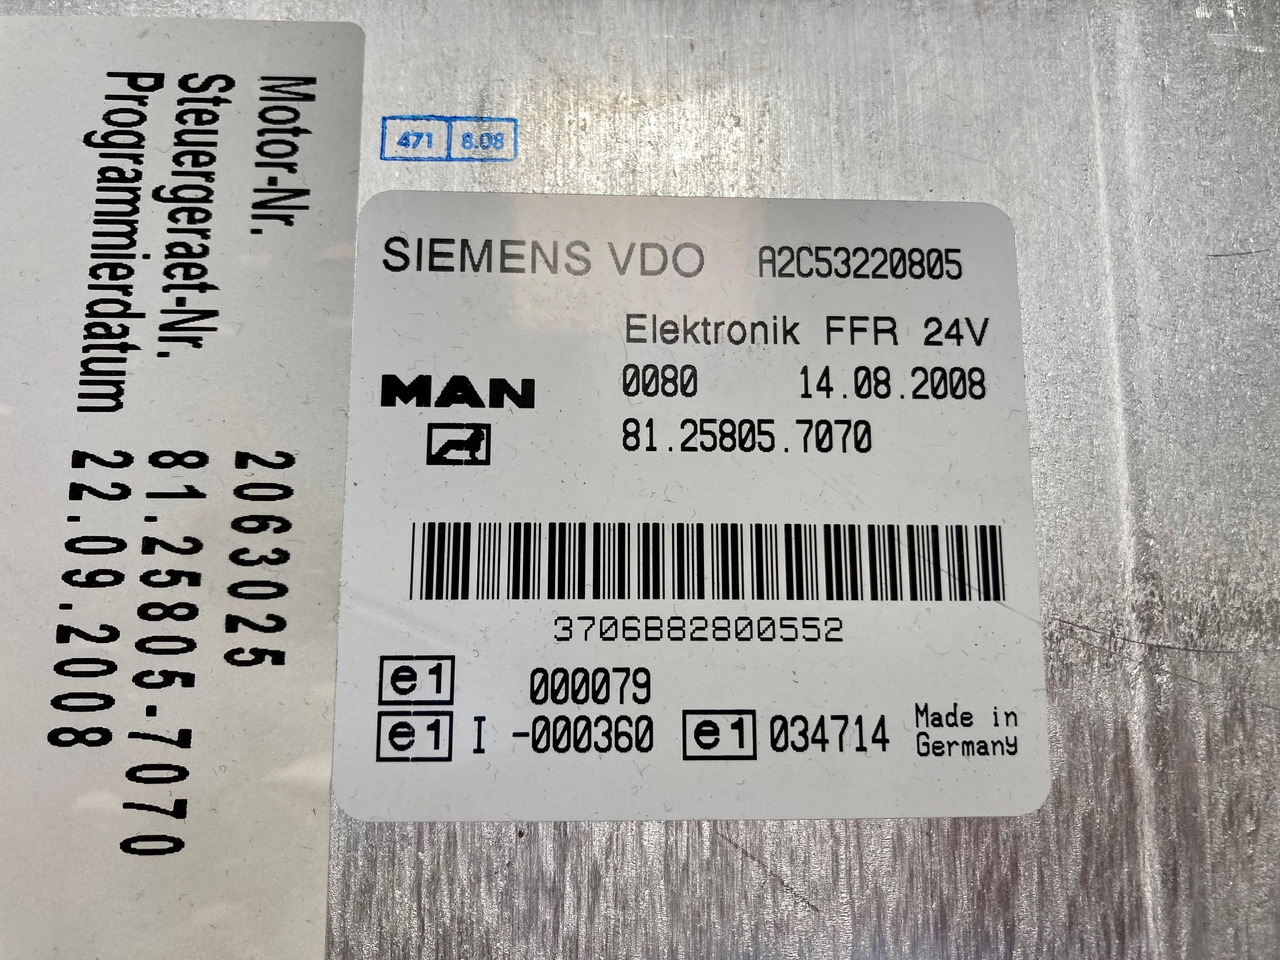 Motor-Nr. 2063025
Steuergeraet-Nr. 81.25805-7070
Programmierdatum 22.09.2008
471 8.08
SIEMENS VDO A2C53220805
Elektronik FFR 24V
MAN 0080 14.08.2008
81.25805.7070
3706B82800552
e1 000079
e1 I -000360 e1 034714 Made in
Germany